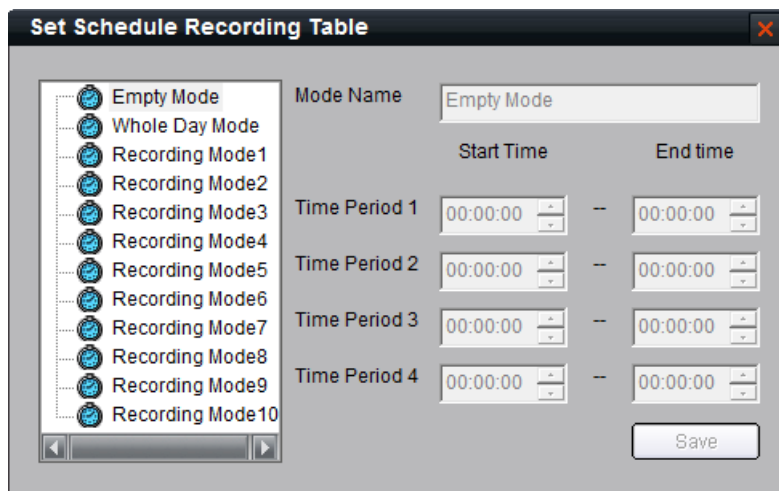 Set Schedule Recording Table
Empty Mode
Whole Day Mode
Recording Mode1
Recording Mode2
Recording Mode3
Recording Mode4
Recording Mode5
Recording Mode6
Recording Mode7
Recording Mode8
Recording Mode9
Recording Mode10
Mode Name Empty Mode
Start Time End time
Time Period 1 00:00:00 -- 00:00:00
Time Period 2 00:00:00 -- 00:00:00
Time Period 3 00:00:00 -- 00:00:00
Time Period 4 00:00:00 -- 00:00:00
Save